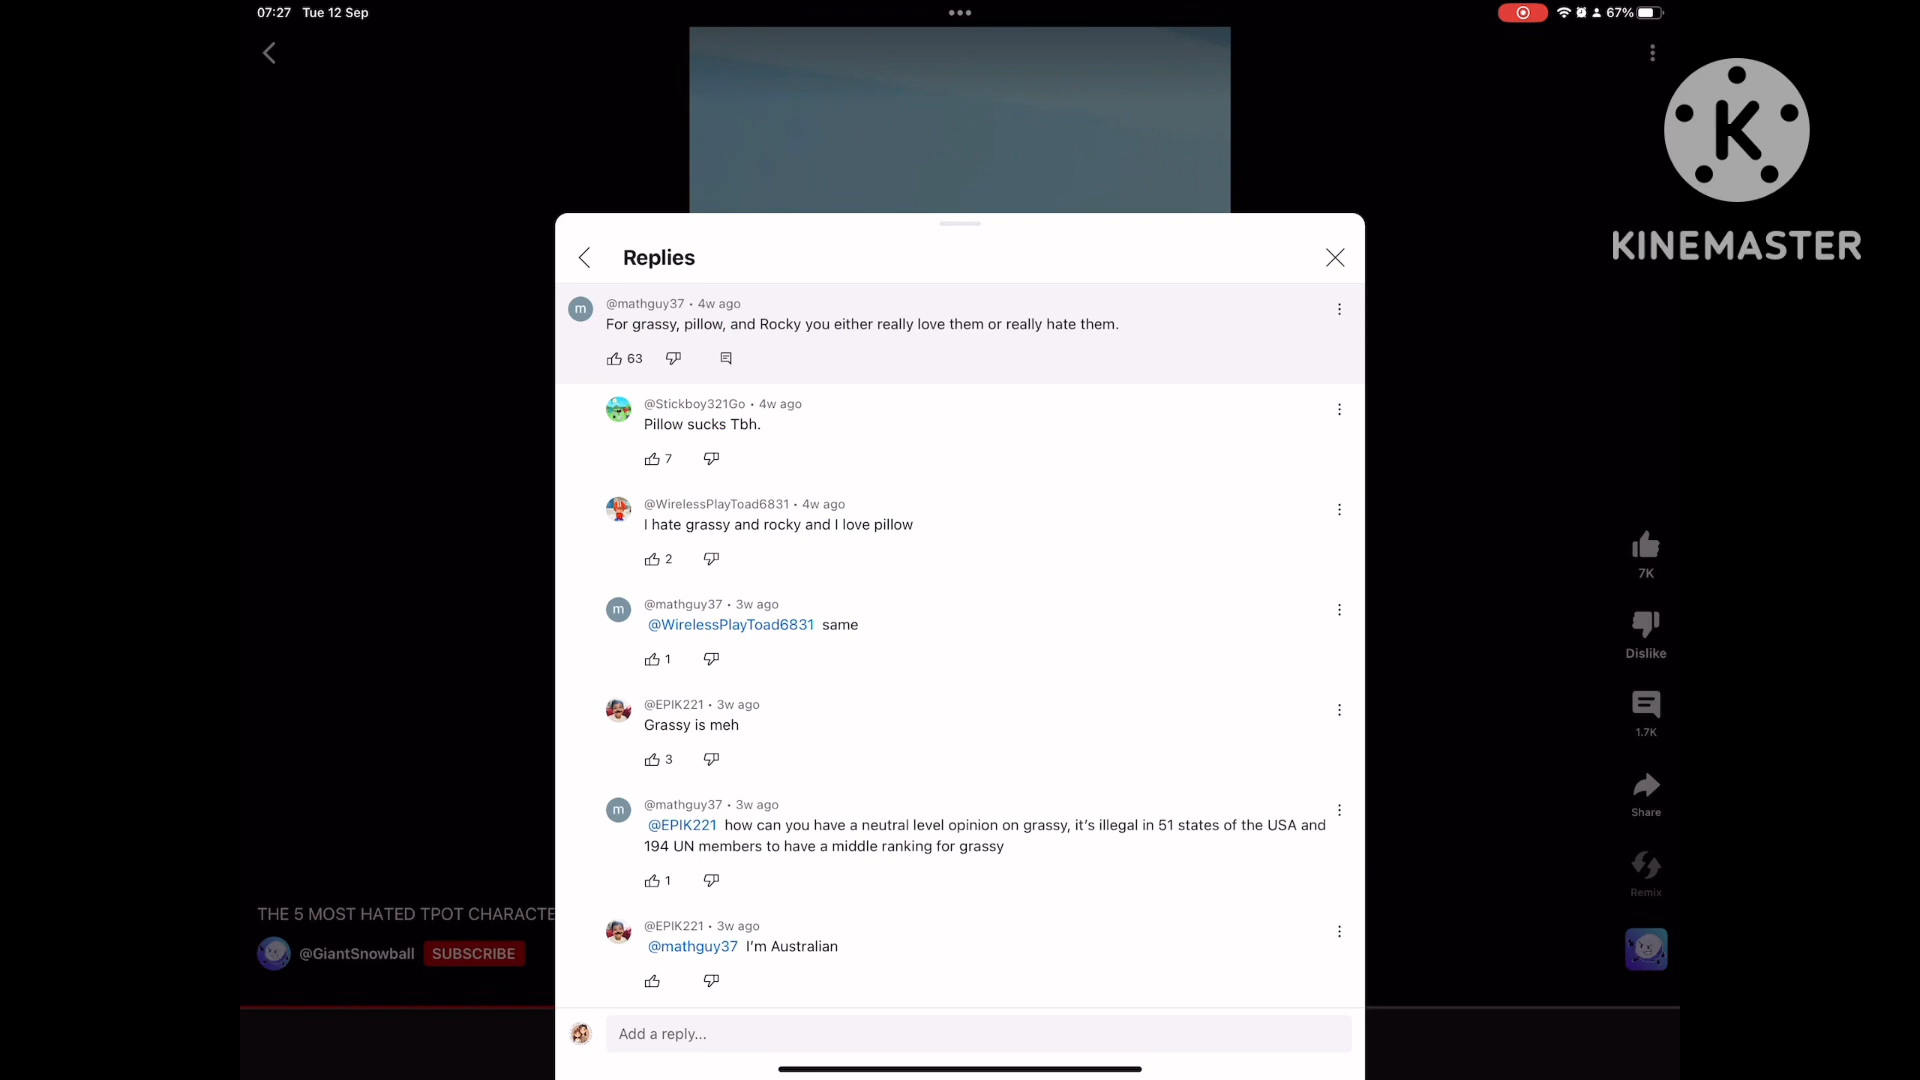 07:27 Tue 12 Sep
67%
K
KINEMASTER
Replies
@mathguy37 • 4w ago
For grassy, pillow, and Rocky you either really love them or really hate them.
63
@Stickboy321Go • 4w ago
Pillow sucks Tbh.
7
@WirelessPlayToad6831 • 4w ago
I hate grassy and rocky and I love pillow
2
m
@mathguy37 • 3w ago
@WirelessPlayToad6831 same
1
@EPIK221 • 3w ago
Grassy is meh
3
m
@mathguy37 • 3w ago
@EPIK221 how can you have a neutral level opinion on grassy, it’s illegal in 51 states of the USA and
194 UN members to have a middle ranking for grassy
1
@EPIK221 • 3w ago
@mathguy37 I’m Australian
Add a reply...
7K
Dislike
1.7K
Share
Remix
THE 5 MOST HATED TPOT CHARACTE
@GiantSnowball SUBSCRIBE